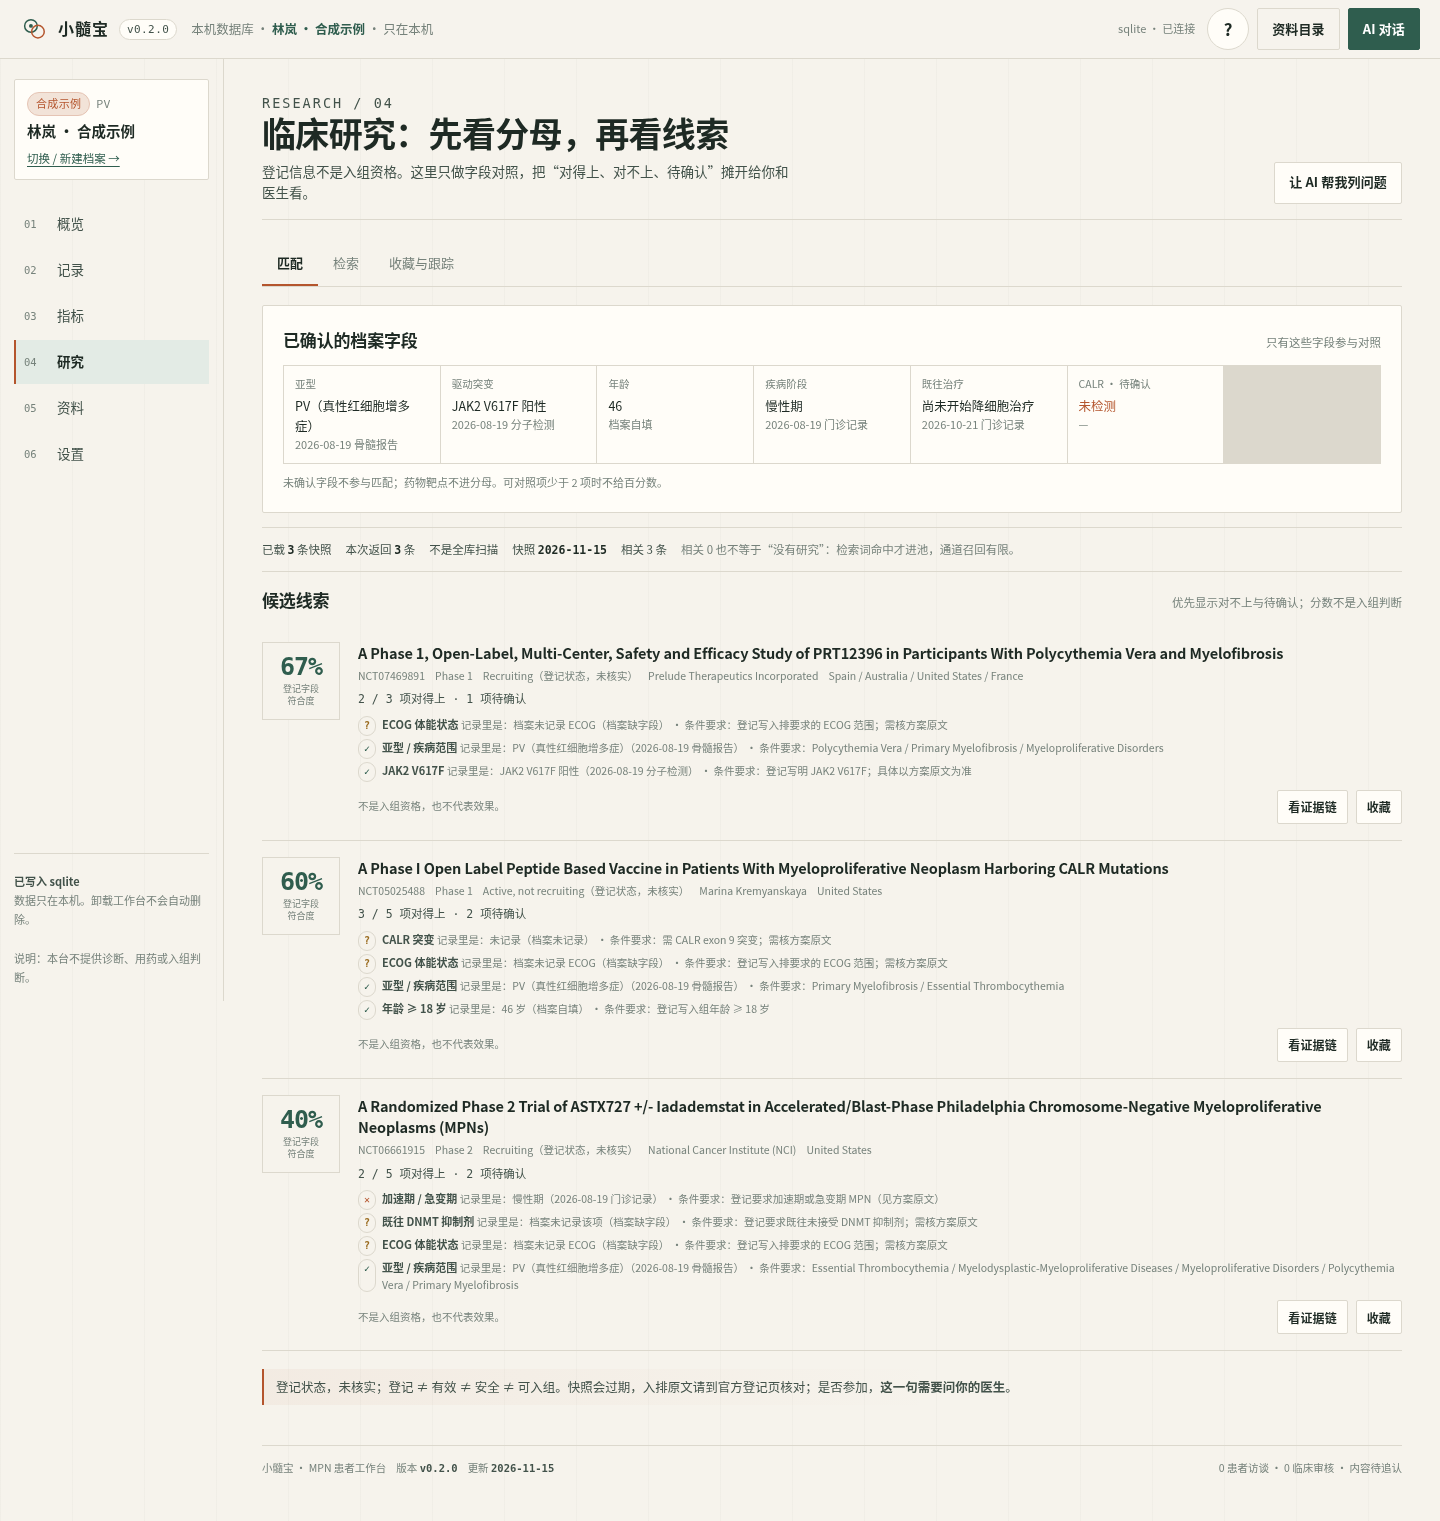 小髓宝 v0.2.0 本机数据库 · 林岚 · 合成示例 · 只在本机 sqlite · 已连接 ? 资料目录 AI 对话
合成示例 PV
林岚 · 合成示例
切换 / 新建档案 →
01 概览
02 记录
03 指标
04 研究
05 资料
06 设置
已写入 sqlite
数据只在本机。卸载工作台不会自动删
除。
说明：本台不提供诊断、用药或入组判
断。
RESEARCH / 04
临床研究：先看分母，再看线索
登记信息不是入组资格。这里只做字段对照，把“对得上、对不上、待确认”摊开给你和
医生看。
让 AI 帮我列问题
匹配 检索 收藏与跟踪
已确认的档案字段 只有这些字段参与对照
亚型
PV（真性红细胞增多
症）
2026-08-19 骨髓报告
驱动突变
JAK2 V617F 阳性
2026-08-19 分子检测
年龄
46
档案自填
疾病阶段
慢性期
2026-08-19 门诊记录
既往治疗
尚未开始降细胞治疗
2026-10-21 门诊记录
CALR · 待确认
未检测
—
未确认字段不参与匹配；药物靶点不进分母。可对照项少于 2 项时不给百分数。
已载 3 条快照 本次返回 3 条 不是全库扫描 快照 2026-11-15 相关 3 条 相关 0 也不等于“没有研究”：检索词命中才进池，通道召回有限。
候选线索 优先显示对不上与待确认；分数不是入组判断
67%
登记字段
符合度
A Phase 1, Open-Label, Multi-Center, Safety and Efficacy Study of PRT12396 in Participants With Polycythemia Vera and Myelofibrosis
NCT07469891 Phase 1 Recruiting（登记状态，未核实） Prelude Therapeutics Incorporated Spain / Australia / United States / France
2 / 3 项对得上 · 1 项待确认
? ECOG 体能状态 记录里是：档案未记录 ECOG（档案缺字段） · 条件要求：登记写入排要求的 ECOG 范围；需核方案原文
✓ 亚型 / 疾病范围 记录里是：PV（真性红细胞增多症）（2026-08-19 骨髓报告） · 条件要求：Polycythemia Vera / Primary Myelofibrosis / Myeloproliferative Disorders
✓ JAK2 V617F 记录里是：JAK2 V617F 阳性（2026-08-19 分子检测） · 条件要求：登记写明 JAK2 V617F；具体以方案原文为准
不是入组资格，也不代表效果。 看证据链 收藏
60%
登记字段
符合度
A Phase I Open Label Peptide Based Vaccine in Patients With Myeloproliferative Neoplasm Harboring CALR Mutations
NCT05025488 Phase 1 Active, not recruiting（登记状态，未核实） Marina Kremyanskaya United States
3 / 5 项对得上 · 2 项待确认
? CALR 突变 记录里是：未记录（档案未记录） · 条件要求：需 CALR exon 9 突变；需核方案原文
? ECOG 体能状态 记录里是：档案未记录 ECOG（档案缺字段） · 条件要求：登记写入排要求的 ECOG 范围；需核方案原文
✓ 亚型 / 疾病范围 记录里是：PV（真性红细胞增多症）（2026-08-19 骨髓报告） · 条件要求：Primary Myelofibrosis / Essential Thrombocythemia
✓ 年龄 ≥ 18 岁 记录里是：46 岁（档案自填） · 条件要求：登记写入组年龄 ≥ 18 岁
不是入组资格，也不代表效果。 看证据链 收藏
40%
登记字段
符合度
A Randomized Phase 2 Trial of ASTX727 +/- Iadademstat in Accelerated/Blast-Phase Philadelphia Chromosome-Negative Myeloproliferative
Neoplasms (MPNs)
NCT06661915 Phase 2 Recruiting（登记状态，未核实） National Cancer Institute (NCI) United States
2 / 5 项对得上 · 2 项待确认
× 加速期 / 急变期 记录里是：慢性期（2026-08-19 门诊记录） · 条件要求：登记要求加速期或急变期 MPN（见方案原文）
? 既往 DNMT 抑制剂 记录里是：档案未记录该项（档案缺字段） · 条件要求：登记要求既往未接受 DNMT 抑制剂；需核方案原文
? ECOG 体能状态 记录里是：档案未记录 ECOG（档案缺字段） · 条件要求：登记写入排要求的 ECOG 范围；需核方案原文
✓ 亚型 / 疾病范围 记录里是：PV（真性红细胞增多症）（2026-08-19 骨髓报告） · 条件要求：Essential Thrombocythemia / Myelodysplastic-Myeloproliferative Diseases / Myeloproliferative Disorders / Polycythemia
Vera / Primary Myelofibrosis
不是入组资格，也不代表效果。 看证据链 收藏
登记状态，未核实；登记 ≠ 有效 ≠ 安全 ≠ 可入组。快照会过期，入排原文请到官方登记页核对；是否参加，这一句需要问你的医生。
小髓宝 · MPN 患者工作台 版本 v0.2.0 更新 2026-11-15 0 患者访谈 · 0 临床审核 · 内容待追认